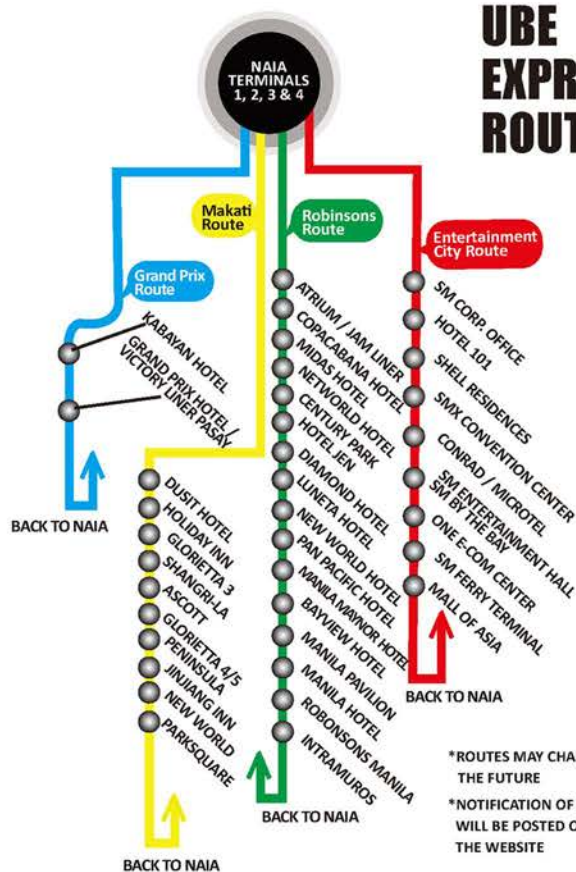 UBE
EXPR
ROUT
NAIA
TERMINALS
1, 2, 3 & 4
Makati
Route
Robinsons
Route
Entertainment
City Route
Grand Prix
Route
KABAYAN HOTEL
GRAND PRIX HOTEL /
VICTORY LINER PASAY
BACK TO NAIA
DUSIT HOTEL
HOLIDAY INN
GLORIETTA 3
SHANGRI-LA
ASCOTT
GLORIETTA 4/5
PENINSULA
JINJIANG INN
NEW WORLD
PARKSQUARE
BACK TO NAIA
ATRIUM / JAM LINER
COPACABANA HOTEL
MIDAS HOTEL
NETWORLD HOTEL
CENTURY PARK
HOTEL JEN
DIAMOND HOTEL
LUNETA HOTEL
NEW WORLD HOTEL
PAN PACIFIC HOTEL
MANILA MAYNOR HOTEL
BAYVIEW HOTEL
MANILA PAVILION
MANILA HOTEL
ROBONSONS MANILA
INTRAMUROS
BACK TO NAIA
SM CORP. OFFICE
HOTEL 101
SHELL RESIDENCES
SMX CONVENTION CENTER
CONRAD / MICROTEL
SM ENTERTAINMENT HALL
SM BY THE BAY
ONE E-COM CENTER
SM FERRY TERMINAL
MALL OF ASIA
BACK TO NAIA
*ROUTES MAY CHA
THE FUTURE
*NOTIFICATION OF
WILL BE POSTED O
THE WEBSITE